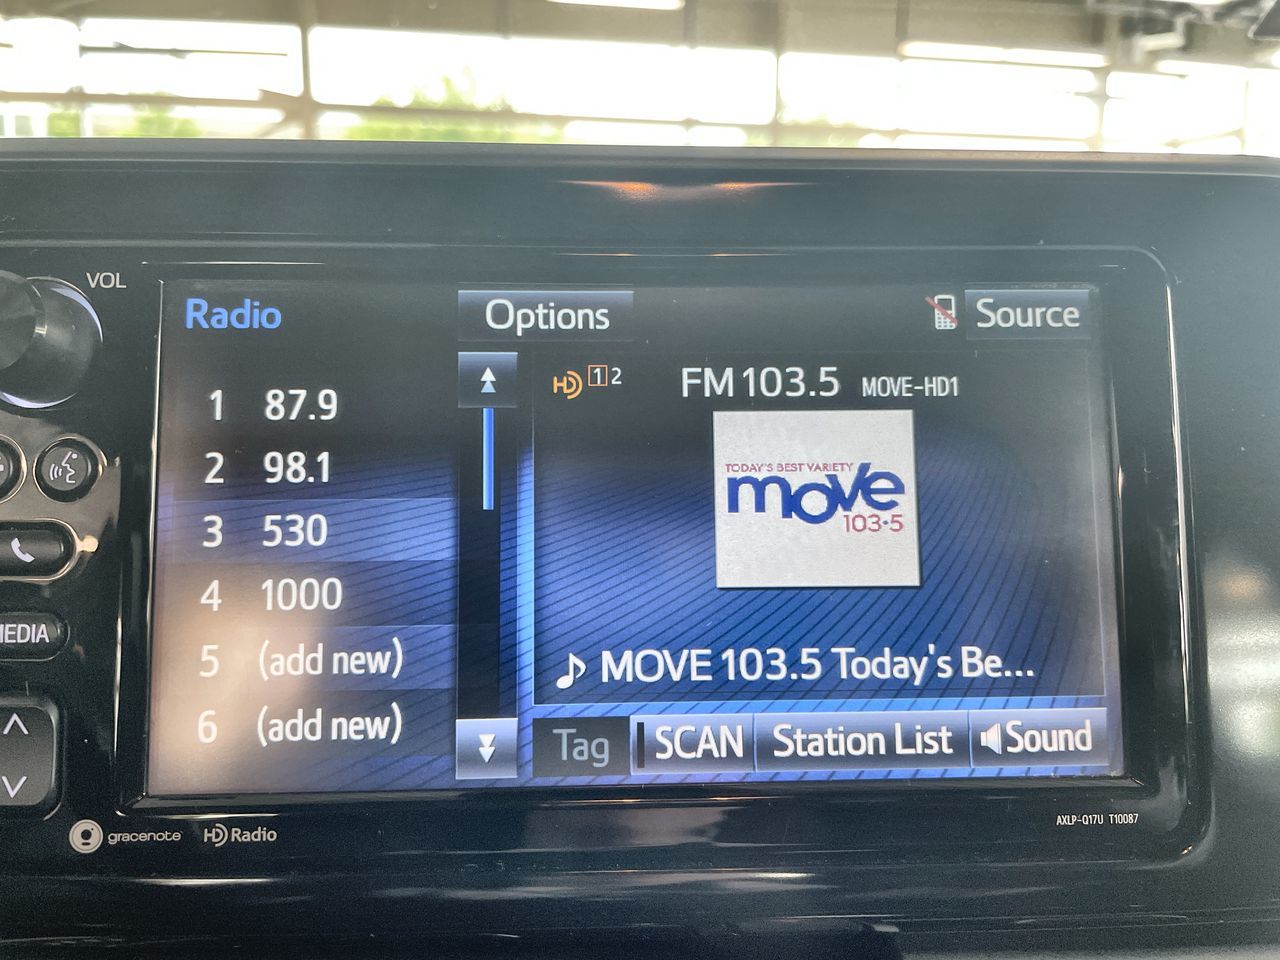 VOL
Radio
Options
Source
1 87.9
2 98.1
3 530
4 1000
5 (add new)
6 (add new)
HD 1 2
FM 103.5 MOVE-HD1
TODAY'S BEST VARIETY
move
103•5
MOVE 103.5 Today's Be...
Tag
SCAN
Station List
Sound
MEDIA
gracenote
HD Radio
AXLP-Q17U T10087